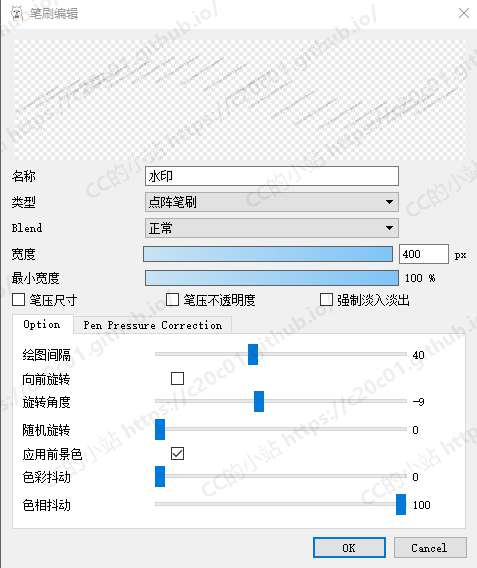 笔刷编辑
名称 水印
类型 点阵笔刷
Blend 正常
宽度 400 px
最小宽度 100 %
笔压尺寸 笔压不透明度 强制淡入淡出
Option Pen Pressure Correction
绘图间隔 40
向前旋转
旋转角度 -9
随机旋转 0
应用前景色
色彩抖动 0
色相抖动 100
OK Cancel
CC的小站 https://c20c01.github.io/